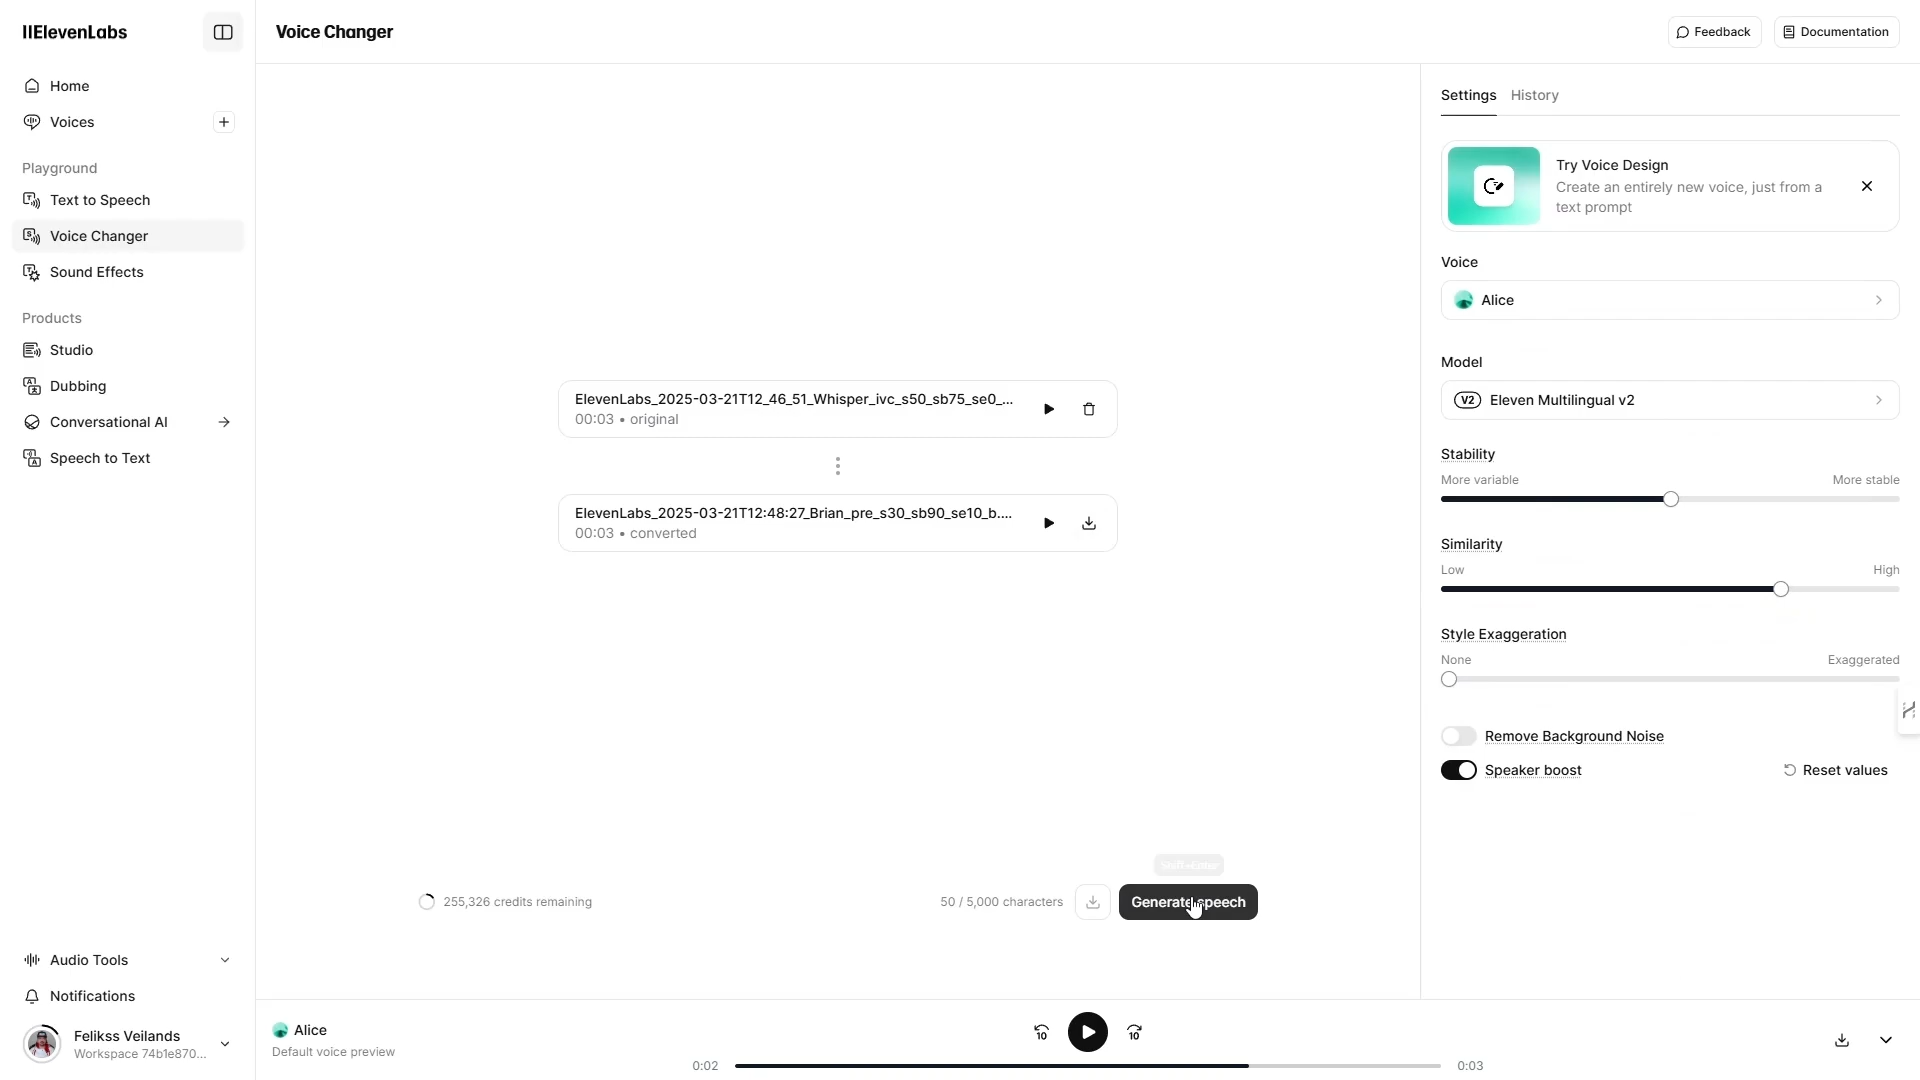 IIElevenLabs
Voice Changer
Feedback
Documentation
Home
Voices
Playground
Text to Speech
Voice Changer
Sound Effects
Products
Studio
Dubbing
Conversational AI
Speech to Text
ElevenLabs_2025-03-21T12_46_51_Whisper_ivc_s50_sb75_se0_...
00:03 • original
ElevenLabs_2025-03-21T12:48:27_Brian_pre_s30_sb90_se10_b....
00:03 • converted
255,326 credits remaining
50 / 5,000 characters
Shift+Enter
Generate speech
Settings
History
Try Voice Design
Create an entirely new voice, just from a
text prompt
Voice
Alice
Model
V2 Eleven Multilingual v2
Stability
More variable
More stable
Similarity
Low
High
Style Exaggeration
None
Exaggerated
Remove Background Noise
Speaker boost
Reset values
Audio Tools
Notifications
Felikss Veilands
Workspace 74b1e870...
Alice
Default voice preview
10
10
0:02
0:03